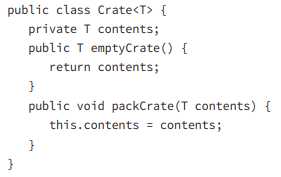 public class Crate<T> {
   private T contents;
   public T emptyCrate() {
      return contents;
   }
   public void packCrate(T contents) {
      this.contents = contents;
   }
}